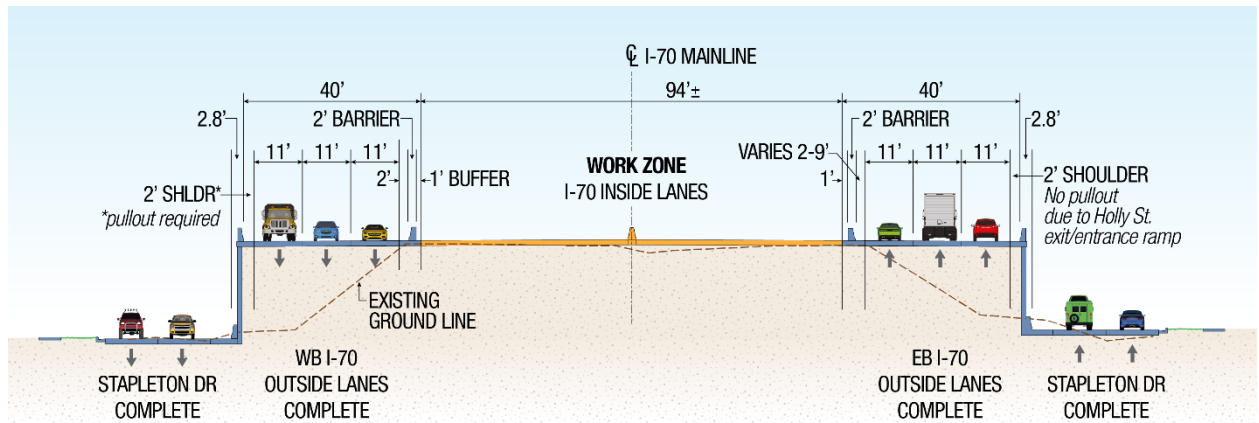 ℄ I-70 MAINLINE
40'
94'±
40'
2.8'
2' BARRIER
2' BARRIER
2.8'
11'
11'
11'
VARIES 2-9'
11'
11'
11'
2' SHLDR*
*pullout required
2'
1' BUFFER
WORK ZONE
I-70 INSIDE LANES
1'
2' SHOULDER
No pullout
due to Holly St.
exit/entrance ramp
EXISTING
GROUND LINE
STAPLETON DR
COMPLETE
WB I-70
OUTSIDE LANES
COMPLETE
EB I-70
OUTSIDE LANES
COMPLETE
STAPLETON DR
COMPLETE